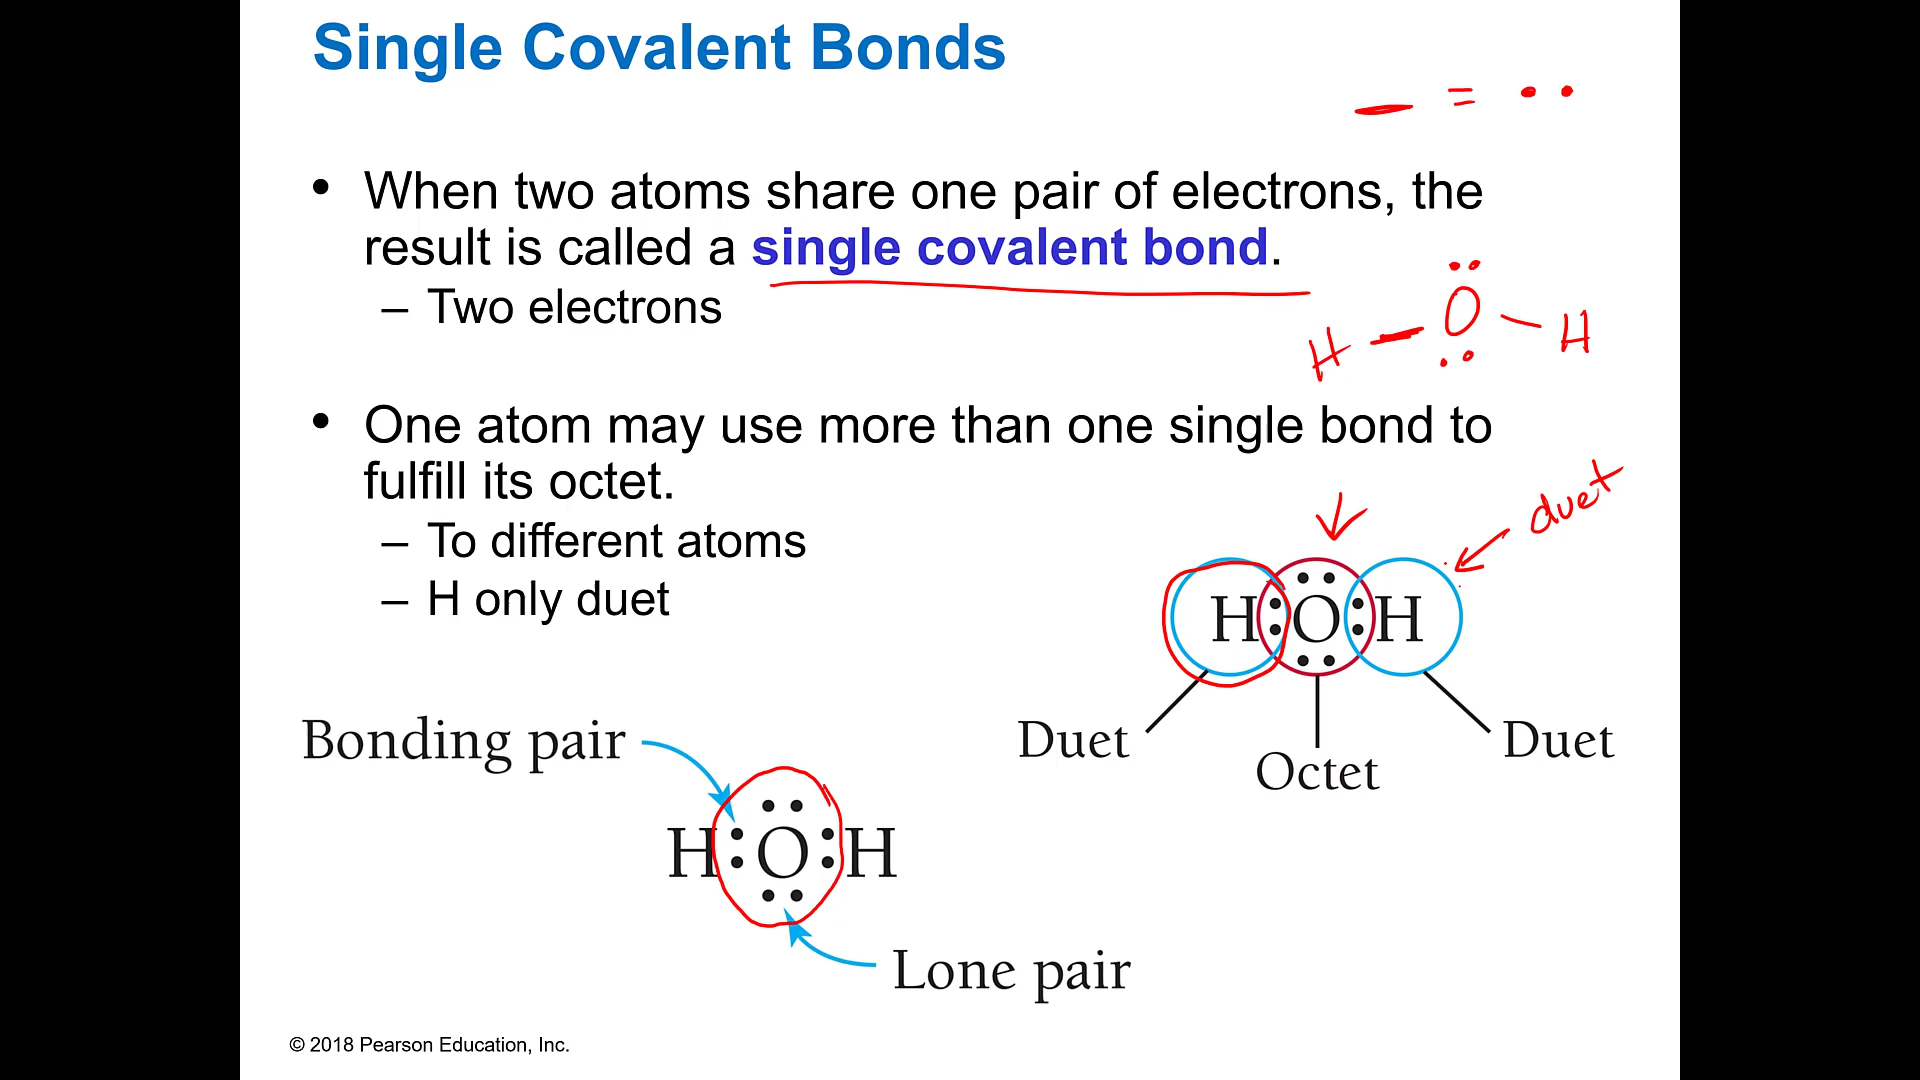 Single Covalent Bonds
– = ••
• When two atoms share one pair of electrons, the
result is called a single covalent bond.
– Two electrons
H – O – H
• One atom may use more than one single bond to
fulfill its octet.
– To different atoms
– H only duet
duet
H:O:H
Duet
Octet
Duet
Bonding pair
H:O:H
Lone pair
© 2018 Pearson Education, Inc.